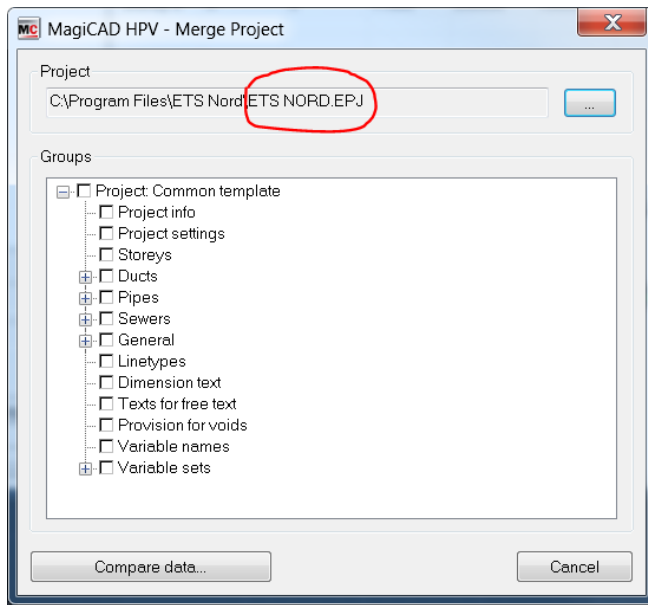 MC MagiCAD HPV - Merge Project
Project
C:\Program Files\ETS Nord\ETS NORD.EPJ
...
Groups
Project: Common template
Project info
Project settings
Storeys
Ducts
Pipes
Sewers
General
Linetypes
Dimension text
Texts for free text
Provision for voids
Variable names
Variable sets
Compare data...
Cancel